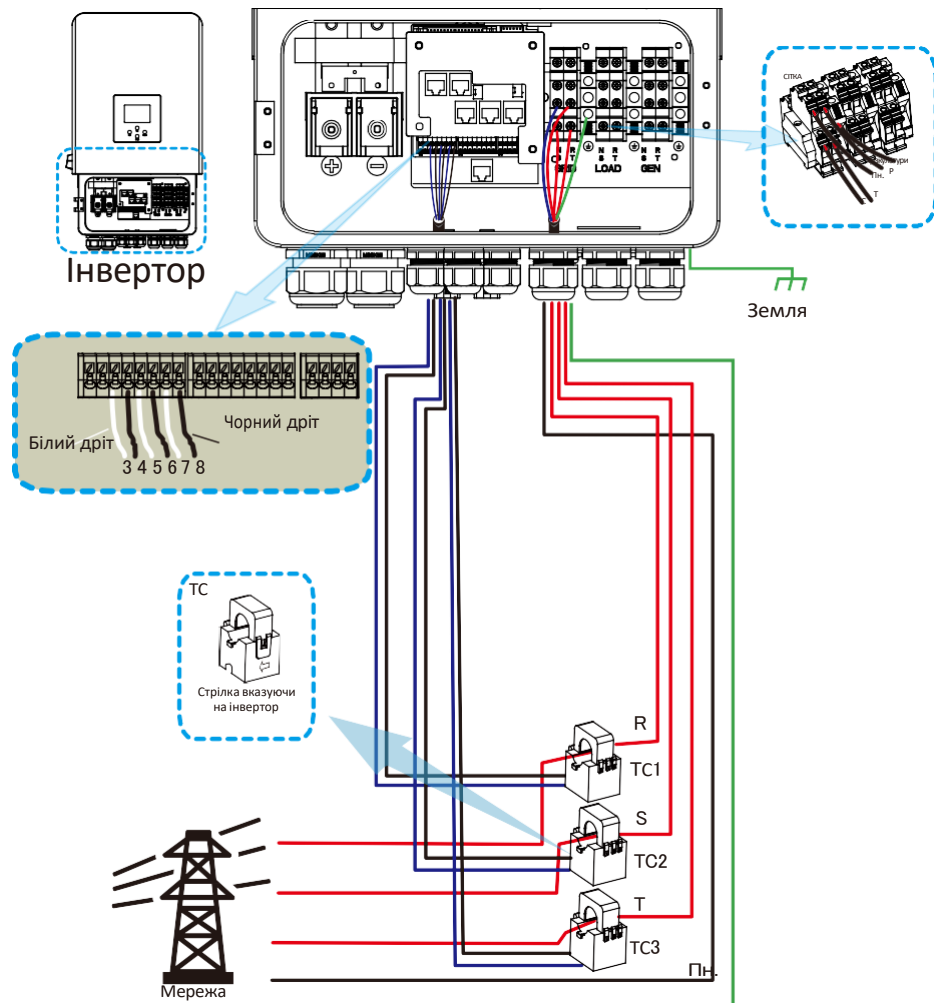 Інвертор
N R N R N R
S T S T S T
GRID LOAD GEN
СІТКА
Р
Пн.
Т
Земля
Білий дріт
Чорний дріт
3 4 5 6 7 8
ТС
Стрілка вказуючи
на інвертор
R
TC1
S
TC2
T
TC3
Пн.
Мережа